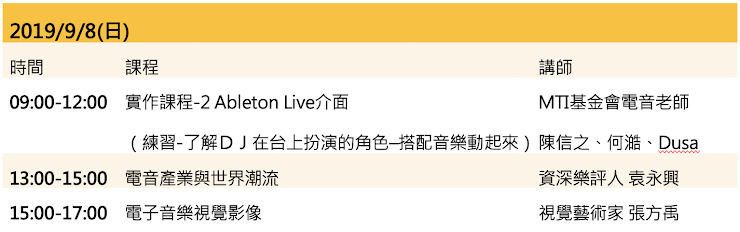 2019/9/8(日)
時間 課程 講師
09:00-12:00 實作課程-2 Ableton Live介面 MTI基金會電音老師
（練習-了解ＤＪ在台上扮演的角色—搭配音樂動起來） 陳信之、何澔、Dusa
13:00-15:00 電音產業與世界潮流 資深樂評人 袁永興
15:00-17:00 電子音樂視覺影像 視覺藝術家 張方禹